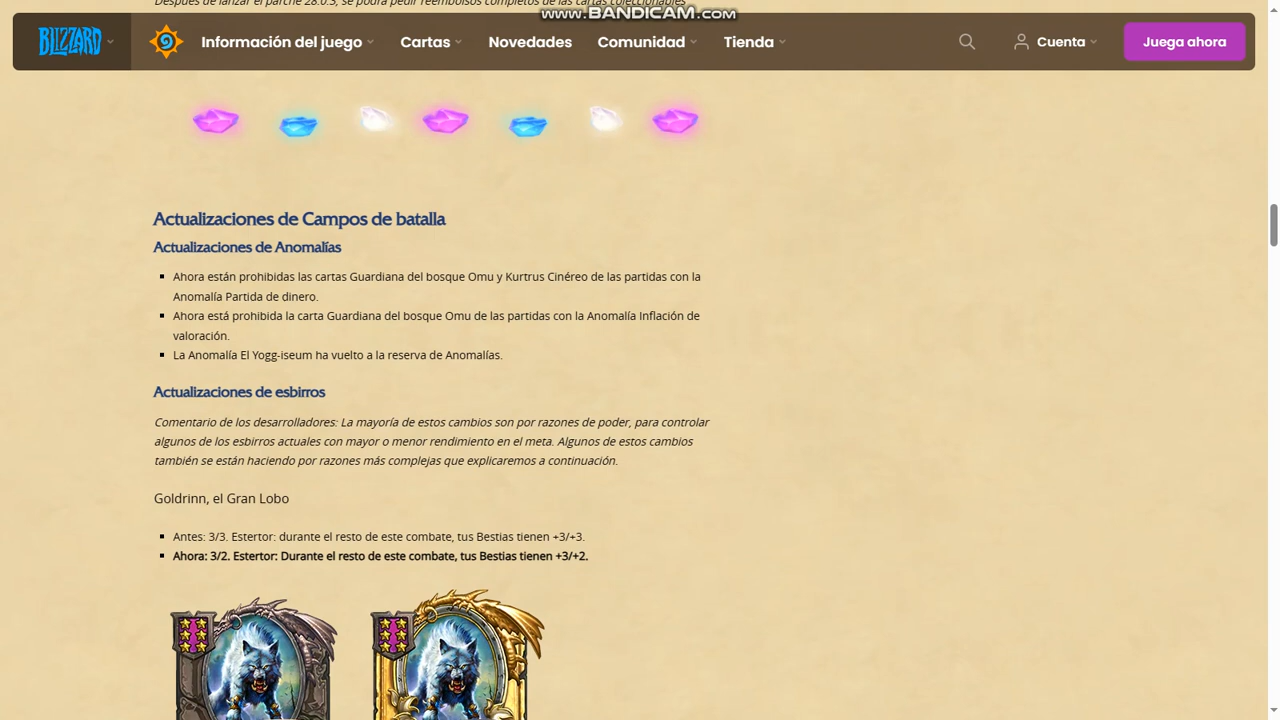 Después de lanzar el parche 28.0.3, se podrá pedir reembolsos completos de las cartas coleccionables
www.BANDICAM.com
BLIZZARD
Información del juego
Cartas
Novedades
Comunidad
Tienda
Cuenta
Juega ahora
Actualizaciones de Campos de batalla
Actualizaciones de Anomalías
Ahora están prohibidas las cartas Guardiana del bosque Omu y Kurtrus Cinéreo de las partidas con la
Anomalía Partida de dinero.
Ahora está prohibida la carta Guardiana del bosque Omu de las partidas con la Anomalía Inflación de
valoración.
La Anomalía El Yogg-iseum ha vuelto a la reserva de Anomalías.
Actualizaciones de esbirros
Comentario de los desarrolladores: La mayoría de estos cambios son por razones de poder, para controlar
algunos de los esbirros actuales con mayor o menor rendimiento en el meta. Algunos de estos cambios
también se están haciendo por razones más complejas que explicaremos a continuación.
Goldrinn, el Gran Lobo
Antes: 3/3. Estertor: durante el resto de este combate, tus Bestias tienen +3/+3.
Ahora: 3/2. Estertor: Durante el resto de este combate, tus Bestias tienen +3/+2.